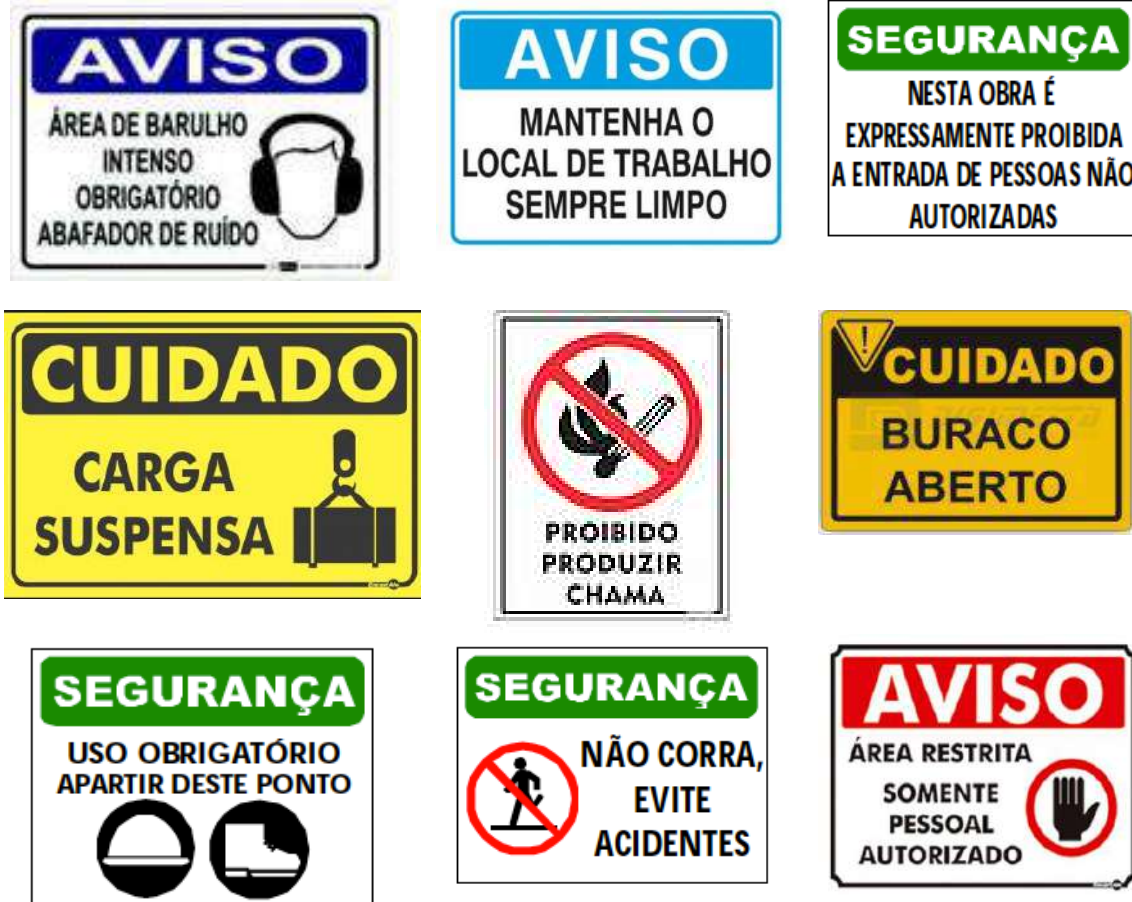 AVISO
ÁREA DE BARULHO
INTENSO
OBRIGATÓRIO
ABAFADOR DE RUÍDO
AVISO
MANTENHA O
LOCAL DE TRABALHO
SEMPRE LIMPO
SEGURANÇA
NESTA OBRA É
EXPRESSAMENTE PROIBIDA
A ENTRADA DE PESSOAS NÃO
AUTORIZADAS
CUIDADO
CARGA
SUSPENSA
PROIBIDO
PRODUZIR
CHAMA
CUIDADO
BURACO
ABERTO
SEGURANÇA
USO OBRIGATÓRIO
APARTIR DESTE PONTO
SEGURANÇA
NÃO CORRA,
EVITE
ACIDENTES
AVISO
ÁREA RESTRITA
SOMENTE
PESSOAL
AUTORIZADO